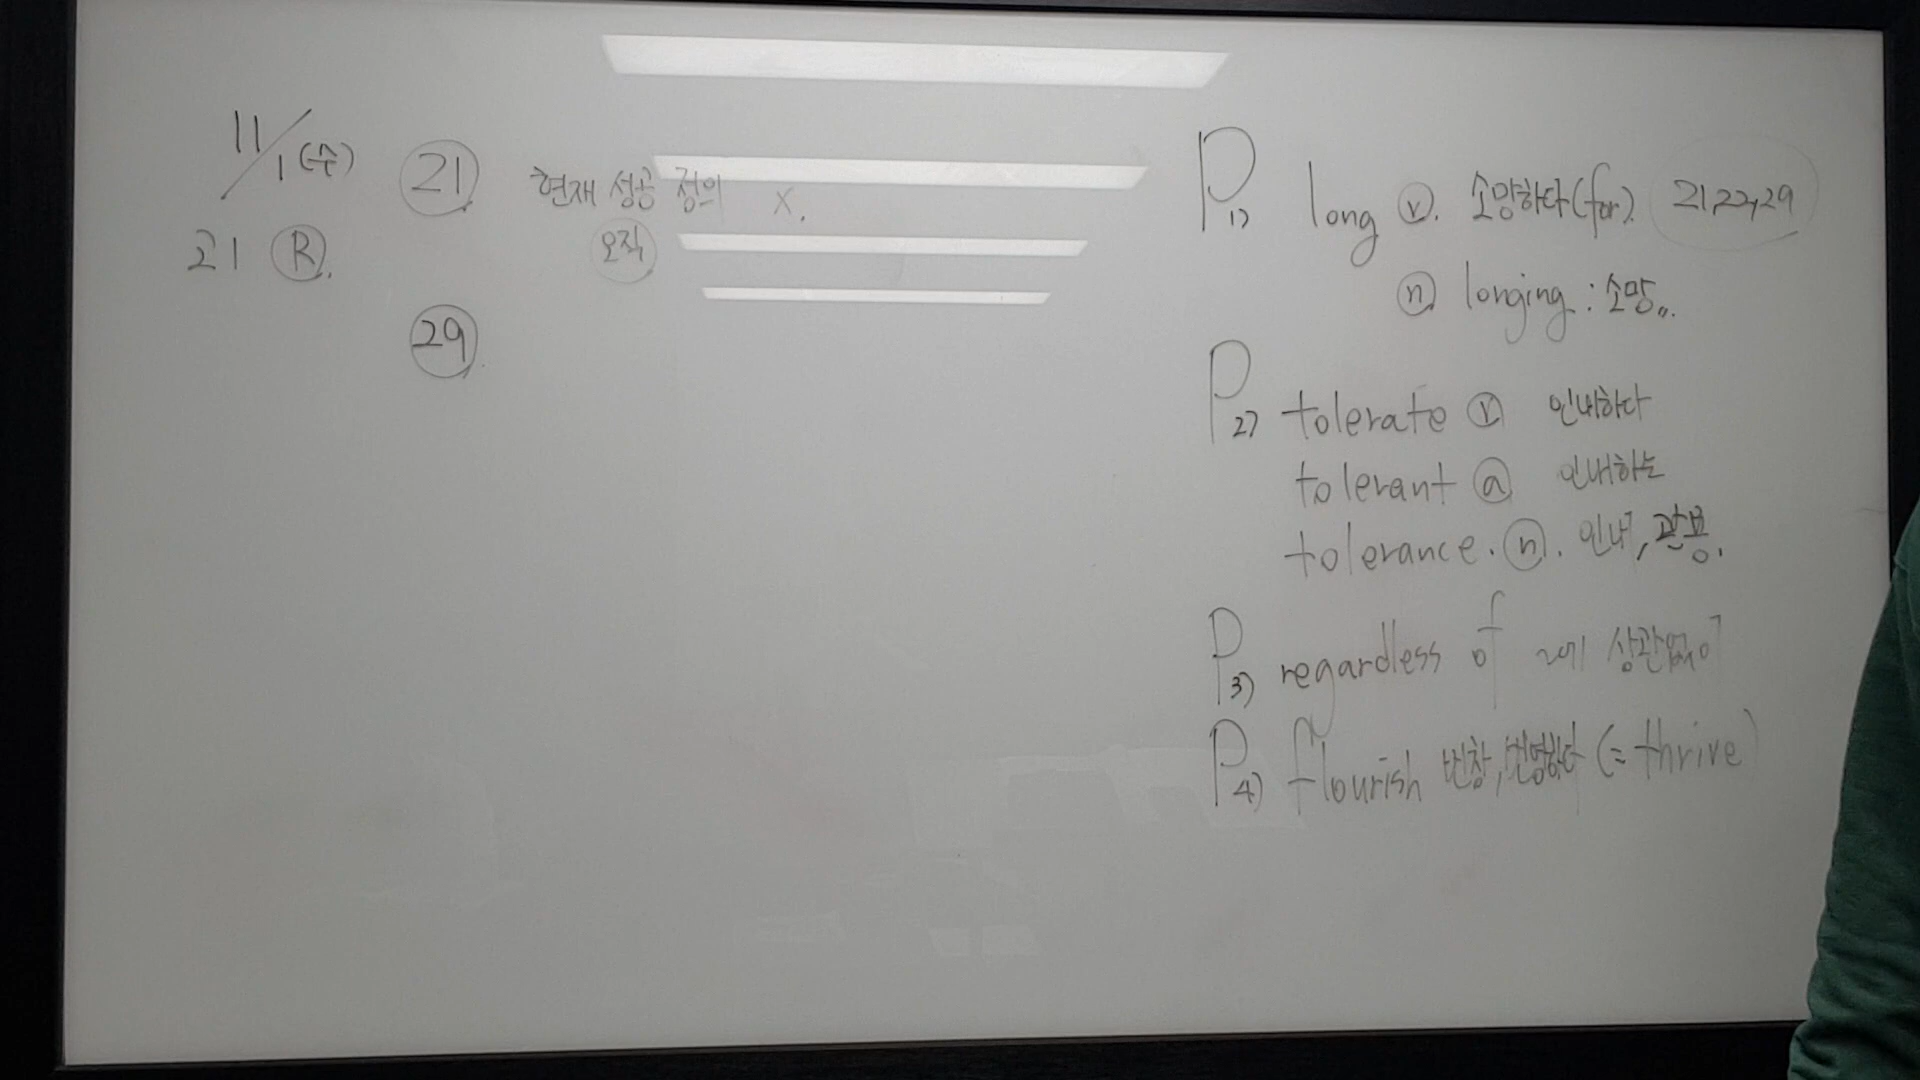 11/1 (수)
21 R.
21 현재 성공 정의 X.
오직
29
P1) long v. 소망하다(for) 21,22,29
n longing : 소망.
P2) tolerate v 인내하다
tolerant a 인내하는
tolerance. n. 인내, 관용.
P3) regardless of ~에 상관없이
P4) flourish 번창, 번영하다 (= thrive)